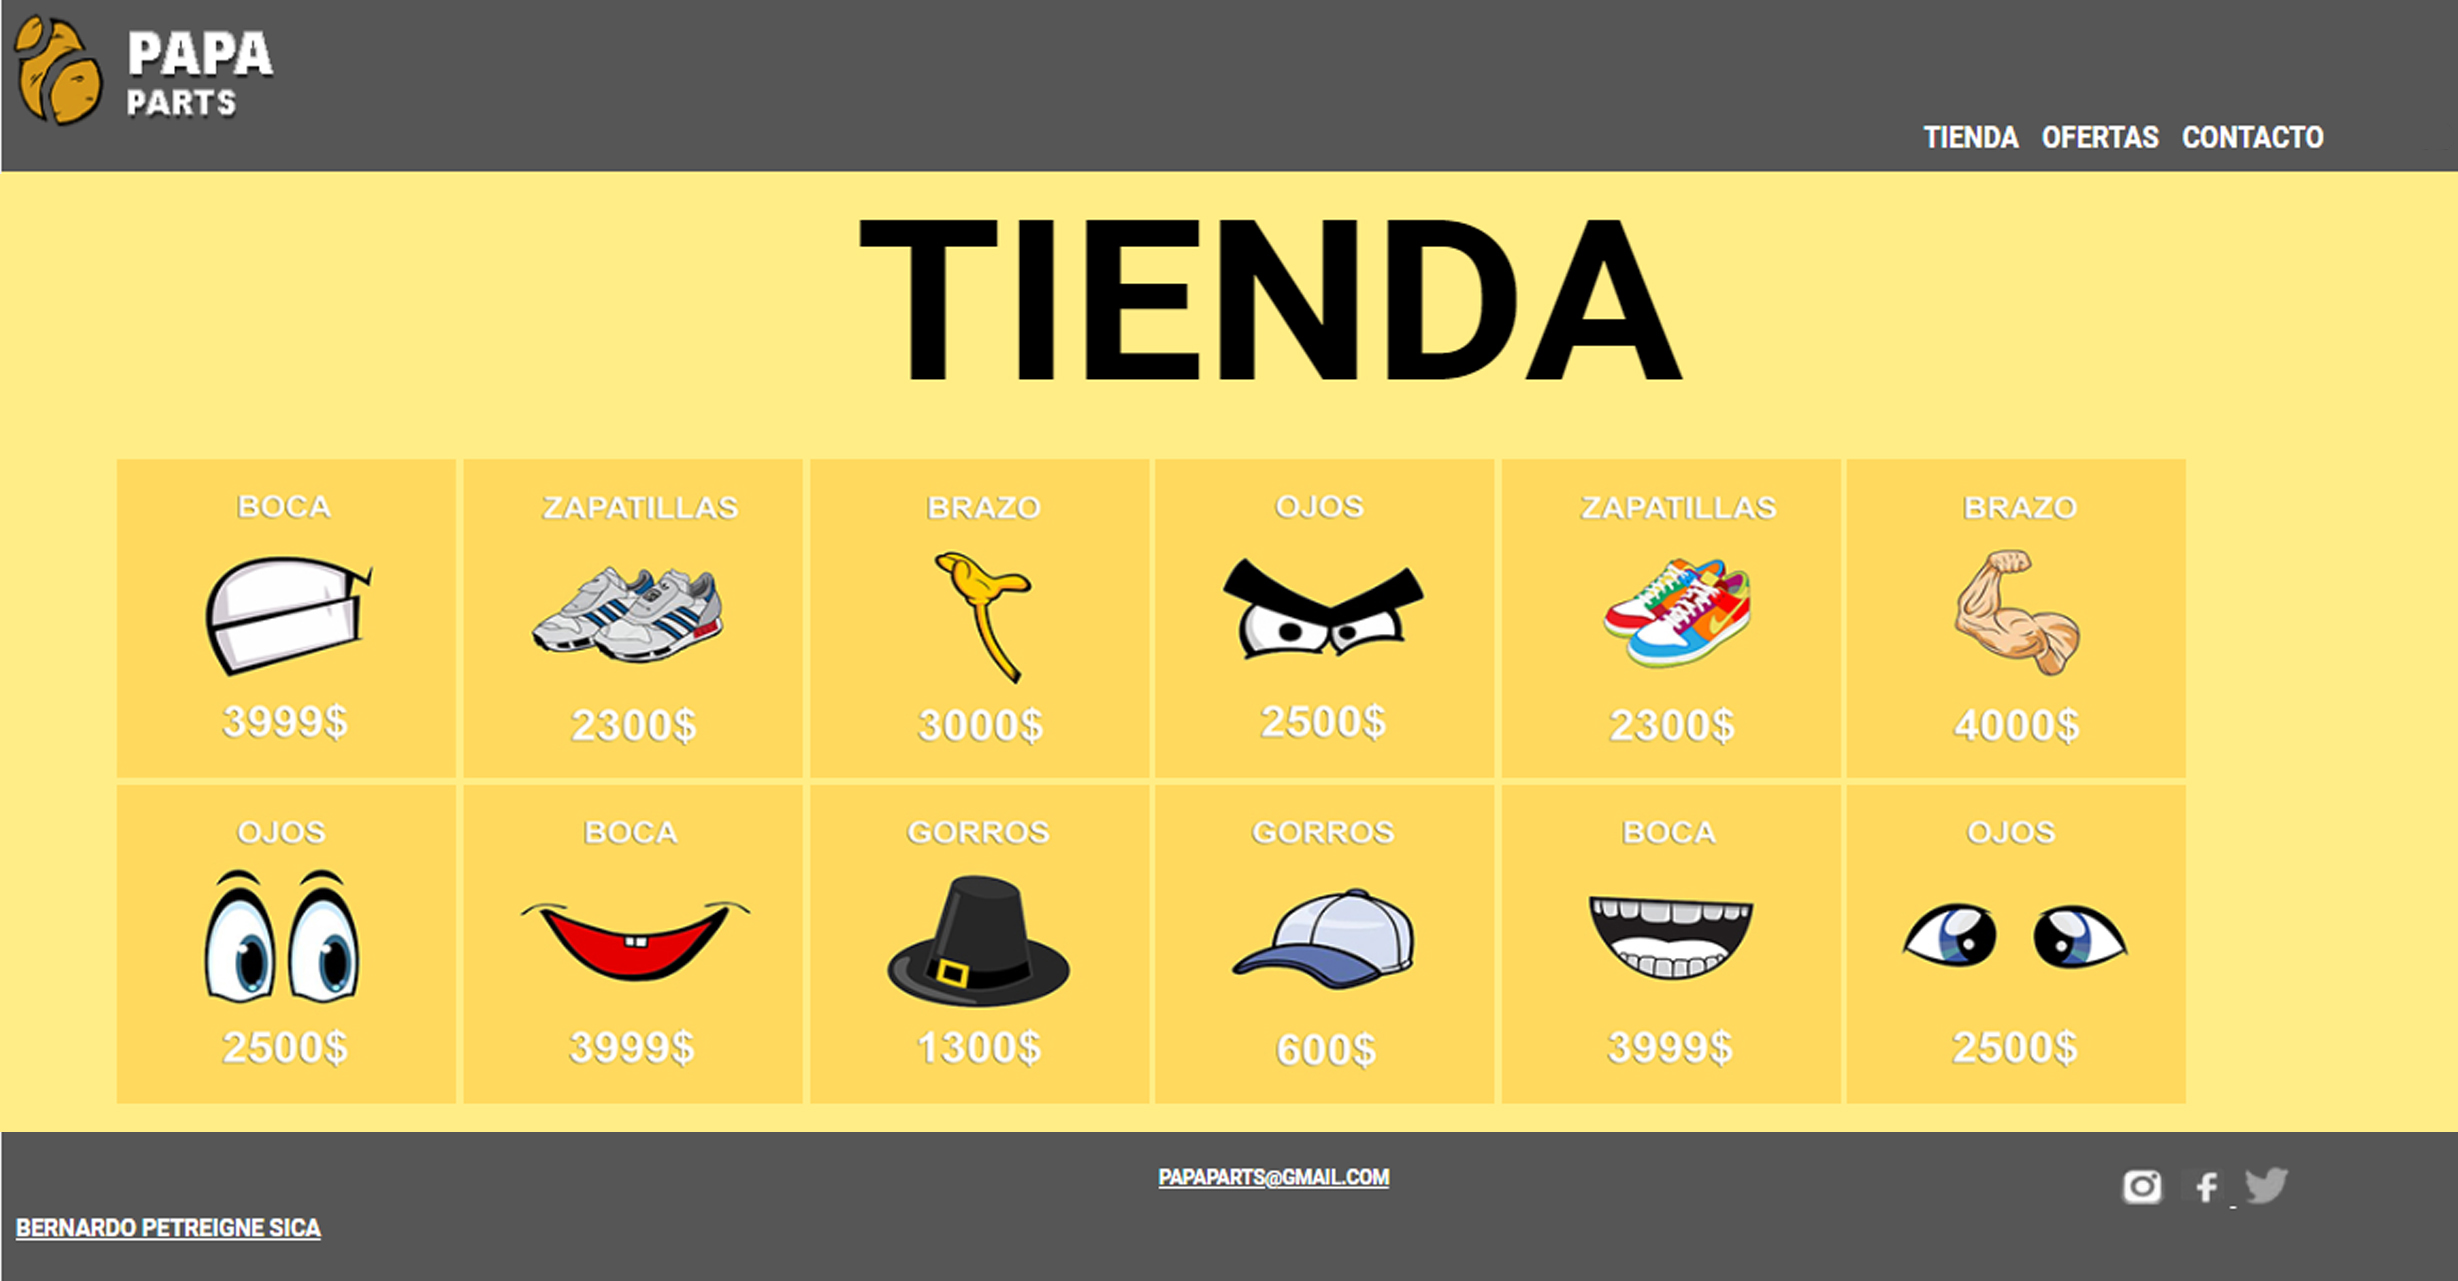 PAPA
PARTS
TIENDA OFERTAS CONTACTO
TIENDA
BOCA
3999$
ZAPATILLAS
2300$
BRAZO
3000$
OJOS
2500$
ZAPATILLAS
2300$
BRAZO
4000$
OJOS
2500$
BOCA
3999$
GORROS
1300$
GORROS
600$
BOCA
3999$
OJOS
2500$
PAPAPARTS@GMAIL.COM
BERNARDO PETREIGNE SICA